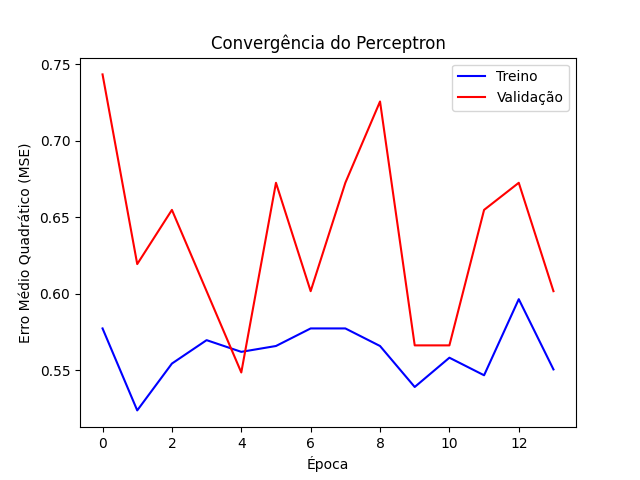 Convergência do Perceptron
Treino
Validação
Erro Médio Quadrático (MSE)
0.75
0.70
0.65
0.60
0.55
0 2 4 6 8 10 12
Época